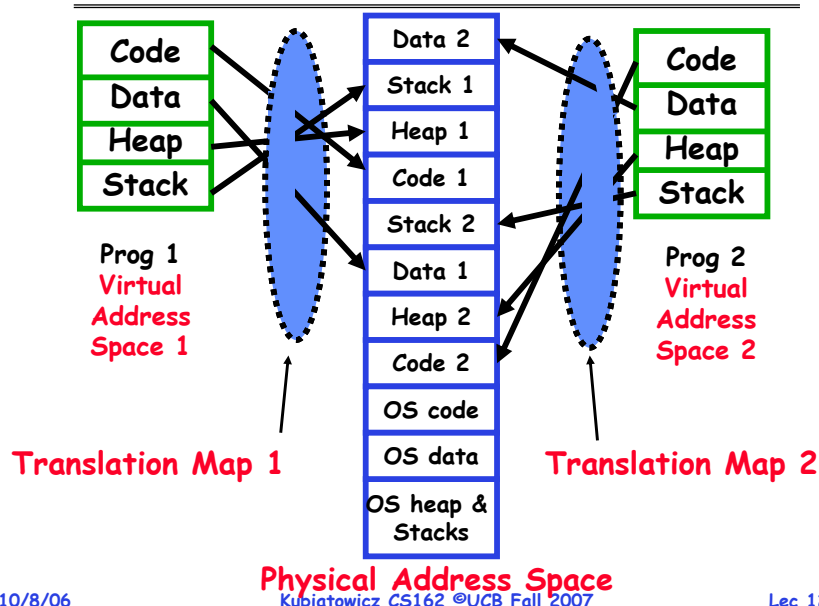 Code
Data
Heap
Stack
Prog 1
Virtual
Address
Space 1
Data 2
Stack 1
Heap 1
Code 1
Stack 2
Data 1
Heap 2
Code 2
OS code
OS data
OS heap &
Stacks
Code
Data
Heap
Stack
Prog 2
Virtual
Address
Space 2
Translation Map 1
Translation Map 2
Physical Address Space
10/8/06
Kubiatowicz CS162 ©UCB Fall 2007
Lec 1